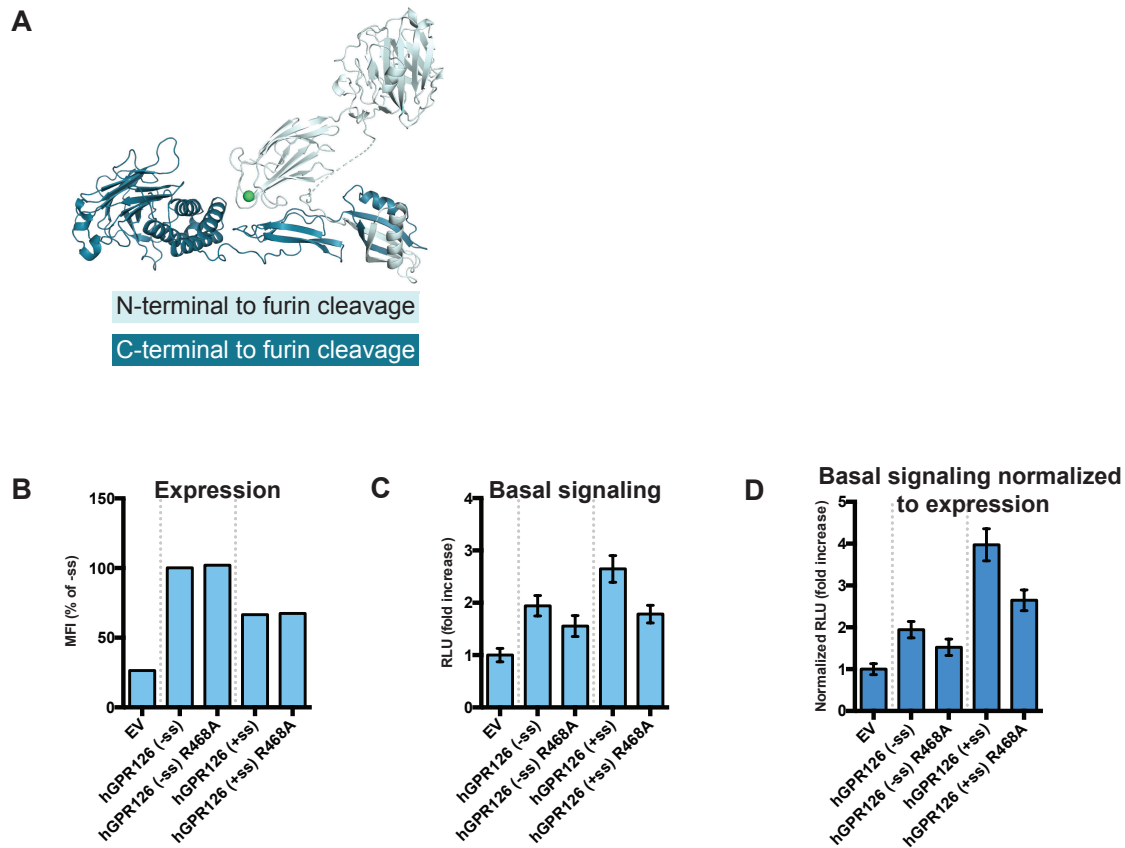 A
N-terminal to furin cleavage
C-terminal to furin cleavage
B
Expression
MFI (% of -ss)
150
100
50
0
EV
hGPR126 (-ss)
hGPR126 (-ss) R468A
hGPR126 (+ss)
hGPR126 (+ss) R468A
C
Basal signaling
RLU (fold increase)
4
3
2
1
0
EV
hGPR126 (-ss)
hGPR126 (-ss) R468A
hGPR126 (+ss)
hGPR126 (+ss) R468A
D
Basal signaling normalized
to expression
Normalized RLU (fold increase)
5
4
3
2
1
0
EV
hGPR126 (-ss)
hGPR126 (-ss) R468A
hGPR126 (+ss)
hGPR126 (+ss) R468A